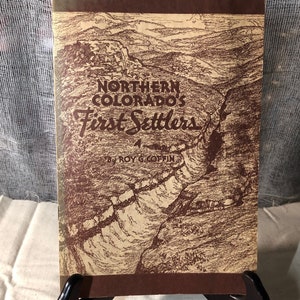 NORTHERN
COLORADO'S
First Settlers
By ROY G. COFFIN